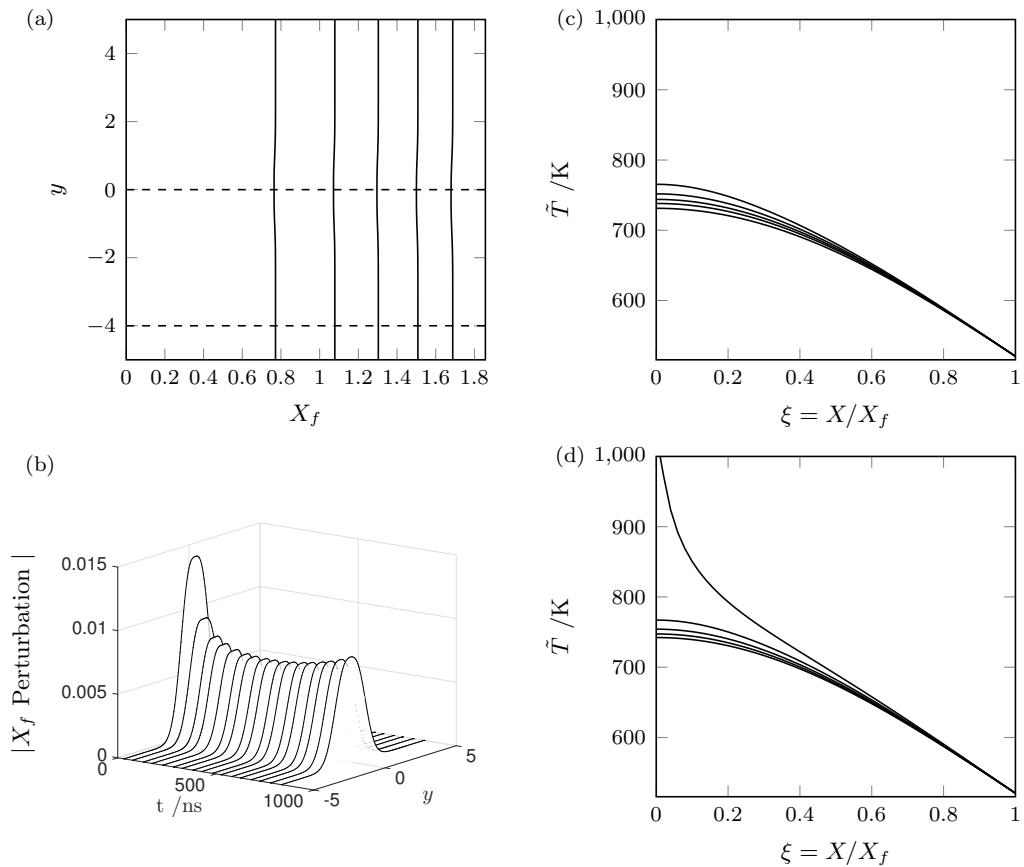 (a)
4
2
0
−2
−4
y
0 0.2 0.4 0.6 0.8 1 1.2 1.4 1.6 1.8
X_f
(b)
0.015
0.01
0.005
0
|X_f Perturbation |
0 500 1000
t /ns
-5 0 5
y
(c)
1,000
900
800
700
600
T̃ /K
0 0.2 0.4 0.6 0.8 1
ξ = X/X_f
(d)
1,000
900
800
700
600
T̃ /K
0 0.2 0.4 0.6 0.8 1
ξ = X/X_f